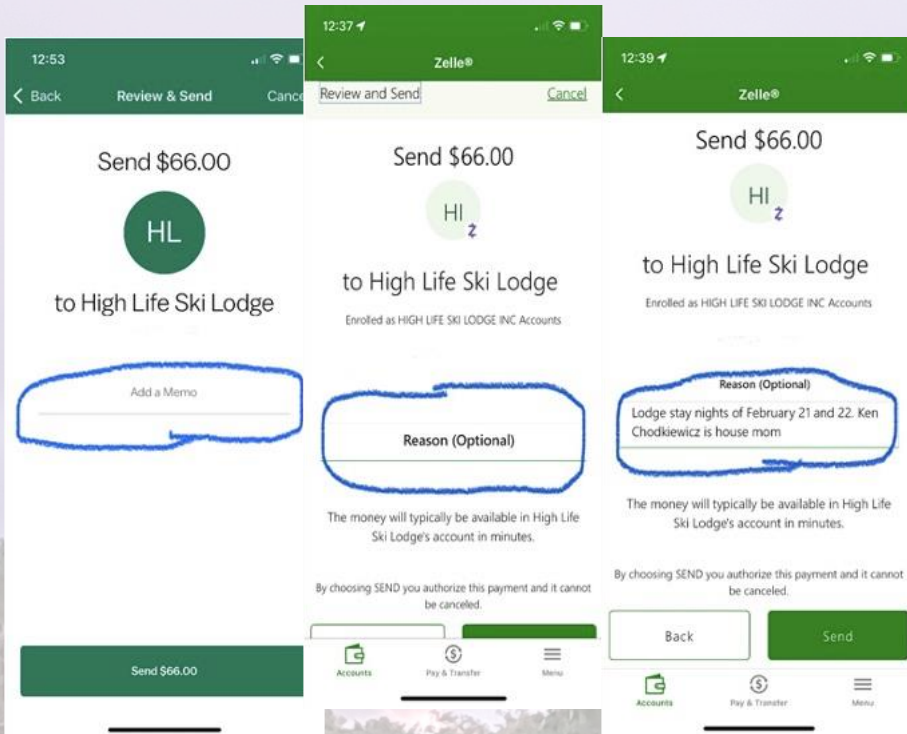 12:53
Back
Review & Send
Cance
Send $66.00
HL
to High Life Ski Lodge
Add a Memo
Send $66.00
12:37
Zelle®
Review and Send
Cancel
Send $66.00
HI
to High Life Ski Lodge
Enrolled as HIGH LIFE SKI LODGE INC Accounts
Reason (Optional)
The money will typically be available in High Life
Ski Lodge's account in minutes.
By choosing SEND you authorize this payment and it cannot
be canceled.
Accounts
Pay & Transfer
Menu
12:39
Zelle®
Send $66.00
HI
to High Life Ski Lodge
Enrolled as HIGH LIFE SKI LODGE INC Accounts
Reason (Optional)
Lodge stay nights of February 21 and 22. Ken
Chodkiewicz is house mom
The money will typically be available in High Life
Ski Lodge's account in minutes.
By choosing SEND you authorize this payment and it cannot
be canceled.
Back
Send
Accounts
Pay & Transfer
Menu